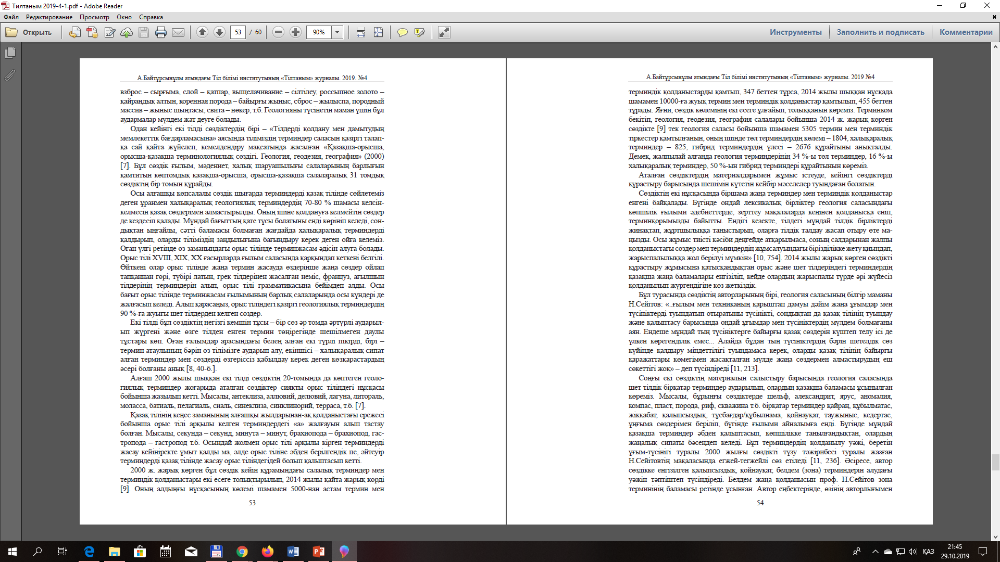 Тилтаным 2019-4-1.pdf - Adobe Reader
Файл Редактирование Просмотр Окно Справка
Открыть 53 / 60 90% Инструменты Заполнить и подписать Комментарии
А.Байтұрсынұлы атындағы Тіл білімі институтының «Тілтаным» журналы. 2019. №4
взброс – сырғыма, слой – қатпар, выщелачивание – сілтілеу, россыпное золото –
қайраңдық алтын, коренная порода – байырғы жыныс, сброс – жылыспа, породный
массив – жыныс шыңтасы, свита – нөкер, т.б. Геологияны түсінетін маман үшін бұл
аудармалар мүлдем жат деуге болады.
Одан кейінгі екі тілді сөздіктердің бірі – «Тілдерді қолдану мен дамытудың
мемлекеттік бағдарламасына» аясында тіліміздің терминдер саласын қазіргі талап-
қа сай қайта жүйелеп, кемелдендіру мақсатында жасалған «Қазақша-орысша,
орысша-қазақша терминологиялық сөздігі. Геология, геодезия, география» (2000)
[7]. Бұл сөздік ғылым, мәдениет, халық шаруашылығы салаларының барлығын
қамтитын көптомдық қазақша-орысша, орысша-қазақша салаларалық 31 томдық
сөздіктің бір томын құрайды.
Осы алғашқы көпсалалы сөздік шығарда терминдерді қазақ тілінде сөйлетеміз
деген ұранмен халықаралық геологиялық терминдердің 70-80 % шамасы келсін-
келмесін қазақ сөздерімен алмастырылды. Оның ішіне қолдануға келмейтін сөздер
де кездесіп қалады. Мұндай бағыттың қате тұсы болатыны енді көрініп келеді, сон-
дықтан ыңғайлы, сәтті баламасы болмаған жағдайда халықаралық терминдерді
қалдырып, оларды тіліміздің заңдылығына бағындыру керек деген ойға келеміз.
Оған үлгі ретінде өз заманындағы орыс тілінде терминжасам әдісін алуға болады.
Орыс тілі XVIII, XIX, XX ғасырларда ғылым саласында қарқындап кеткені белгілі.
Өйткені олар орыс тілінде жаңа термин жасауда өздерінше жаңа сөздер ойлап
тапқаннан гөрі, түбірі латын, грек тілдерінен жасалған неміс, француз, ағылшын
тілдерінің терминдерін алып, орыс тілі грамматикасына бейімдеп алды. Осы
бағыт орыс тілінде терминжасам ғылымының барлық салаларында осы күндері де
жалғасып келеді. Алып қарасаңыз, орыс тіліндегі қазіргі геологиялық терминдердің
90 %-ға жуығы шет тілдерден келген сөздер.
Екі тілді бұл сөздіктің негізгі кемшін тұсы – бір сөз әр томда әртүрлі аударыл-
ып жүргені және өзге тілден енген термин төңірегінде шешілмеген даулы
тұстары көп. Оған ғалымдар арасындағы белең алған екі түрлі пікірді, бірі –
термин атауының бәрін өз тілімізге аударып алу, екіншісі – халықаралық сипат
алған терминдер мен сөздерді өзгеріссіз қабылдау керек деген көзқарастардың
әсері болғаны анық [8, 40-б.].
Алғаш 2000 жылы шыққан екі тілді сөздіктің 20-томында да көптеген геоло-
гиялық терминдер жоғарыда аталған сөздіктер сияқты орыс тіліндегі нұсқасы
бойынша жазылып кетті. Мысалы, антеклиза, аллювий, делювий, лагуна, литораль,
моласса, батиаль, пелагиаль, сиаль, синеклиза, синклинорий, терраса, т.б. [7].
Қазақ тілінің кеңес заманының алғашқы жылдарынан-ақ қолданыстағы ережесі
бойынша орыс тілі арқылы келген терминдердегі «а» жалғауын алып тастау
болған. Мысалы, секунда – секунд, минута – минут, брахиопода – брахиопод, гас-
тропода – гастропод т.б. Осындай жолмен орыс тілі арқылы кірген терминдерді
жасау кейініректе ұмыт қалды ма, әлде орыс тіліне әбден берілгендік пе, әйтеуір
терминдерді қазақ тілінде жасау орыс тіліндегідей болып қалыптасып кетті.
2000 ж. жарық көрген бұл сөздік кейін құрамындағы салалық терминдер мен
терминдік қолданыстары екі есеге толықтырылып, 2014 жылы қайта жарық көрді
[9]. Оның алдыңғы нұсқасының көлемі шамамен 5000-нан астам термин мен
53
А.Байтұрсынұлы атындағы Тіл білімі институтының «Тілтаным» журналы. 2019 №4
терминдік қолданыстарды қамтып, 347 беттен тұрса, 2014 жылы шыққан нұсқада
шамамен 10000-ға жуық термин мен терминдік қолданыстар қамтылып, 455 беттен
тұрады. Яғни, сөздік көлемінің екі есеге ұлғайып, толыққанын көреміз. Терминком
бекітіп, геология, геодезия, география салалары бойынша 2014 ж. жарық көрген
сөздікте [9] тек геология саласы бойынша шамамен 5305 термин мен терминдік
тіркестер қамтылғанын, оның ішінде төл терминдердің көлемі – 1804, халықаралық
терминдер – 825, гибрид терминдердің үлесі – 2676 құрайтыны анықталды.
Демек, жалпылай алғанда геология терминдерінің 34 %-ы төл терминдер, 16 %-ы
халықаралық терминдер, 50 %-ын гибрид терминдері құрайтынын көреміз.
Аталған сөздіктердің материалдарымен жұмыс істеуде, кейінгі сөздіктерді
құрастыру барысында шешімін күтетін кейбір мәселелер туындаған болатын.
Сөздіктің екі нұсқасында біршама жаңа терминдер мен терминдік қолданыстар
енгені байқалады. Бүгінде ондай лексикалық бірліктер геология саласындағы
көпшілік ғылыми әдебиеттерде, зерттеу мақалаларда кеңінен қолданысқа еніп,
терминқорымызды байытты. Ендігі кезекте, тілдегі мұндай тілдік бірліктерді
жинақтап, жұртшылыққа таныстырып, оларға тілдік талдау жасап отыру өте ма-
ңызды. Осы жұмыс тиісті кәсіби деңгейде атқарылмаса, соның салдарынан жалпы
қолданыстағы сөздер мен терминдердің жұмсалуындағы бірізділікке жету қиындап,
жарыспалылыққа жол берілуі мүмкін» [10, 754]. 2014 жылы жарық көрген сөздікті
құрастыру жұмысына қатысқандықтан орыс және шет тілдеріндегі терминдердің
қазақша жаңа баламалары енгізіліп, кейде олардың жарыспалы түрде әрі жүйесіз
қолданылып жүргендігіне көз жеткіздік.
Бұл турасында сөздіктің авторларының бірі, геология саласының білгір маманы
Н.Сейітов: «..ғылым мен техниканың қарыштап дамуы дәйім жаңа ұғымдар мен
түсініктерді туындатып отыратыны түсінікті, сондықтан да қазақ тілінің туындау
және қалыптасу барысында ондай ұғымдар мен түсініктердің мүлдем болмағаны
аян. Ендеше мұндай тың түсініктерге байырғы қазақ сөздерін күштеп телу ісі де
үлкен көрегенділік емес... Алайда бұдан тың түсініктердің бәрін шетелдік сөз
күйінде қалдыру міндеттілігі туындамаса керек, оларды қазақ тілінің байырғы
қаражаттары көмегімен жасақталған мүлде жаңа сөздермен алмастырудың еш
сөкеттігі жоқ» – деп түсіндіреді [11, 213].
Соңғы екі сөздіктің материалын салыстыру барысында геология саласында
шет тілдік бірқатар терминдер аударылып, олардың қазақша баламасы ұсынылған
көреміз. Мысалы, бұрынғы сөздіктерде шельф, александрит, ярус, аномалия,
компас, пласт, порода, риф, скважина т.б. бірқатар терминдер қайраң, құбылматас,
жікқабат, қалыпсыздық, тұсбағдар/құбылнама, қойнауқат, таужыныс, кедертас,
ұңғыма сөздерімен беріліп, бүгінде ғылыми айналымға енді. Бүгінде мұндай
қазақша терминдер әбден қалыптасып, көпшілікке танылғандықтан, олардың
жаңалық сипаты бәсеңдеп келеді. Бұл терминдердің қолданылу уәжі, беретін
ұғым-түсінігі туралы 2000 жылғы сөздікті түзу тәжірибесі туралы жазған
Н.Сейітовтің мақаласында егжей-тегжейлі сөз етіледі [11, 236]. Әсіресе, автор
сөздікке енгізілген қалыпсыздық, қойнауқат, белдем (зона) терминдерін алудағы
уәжін тәптіштеп түсіндіреді. Белдем жаңа қолданысын проф. Н.Сейітов зона
терминінің баламасы ретінде ұсынған. Автор еңбектерінде, өзінің авторлығымен
54
ҚАЗ
21:45
29.10.2019